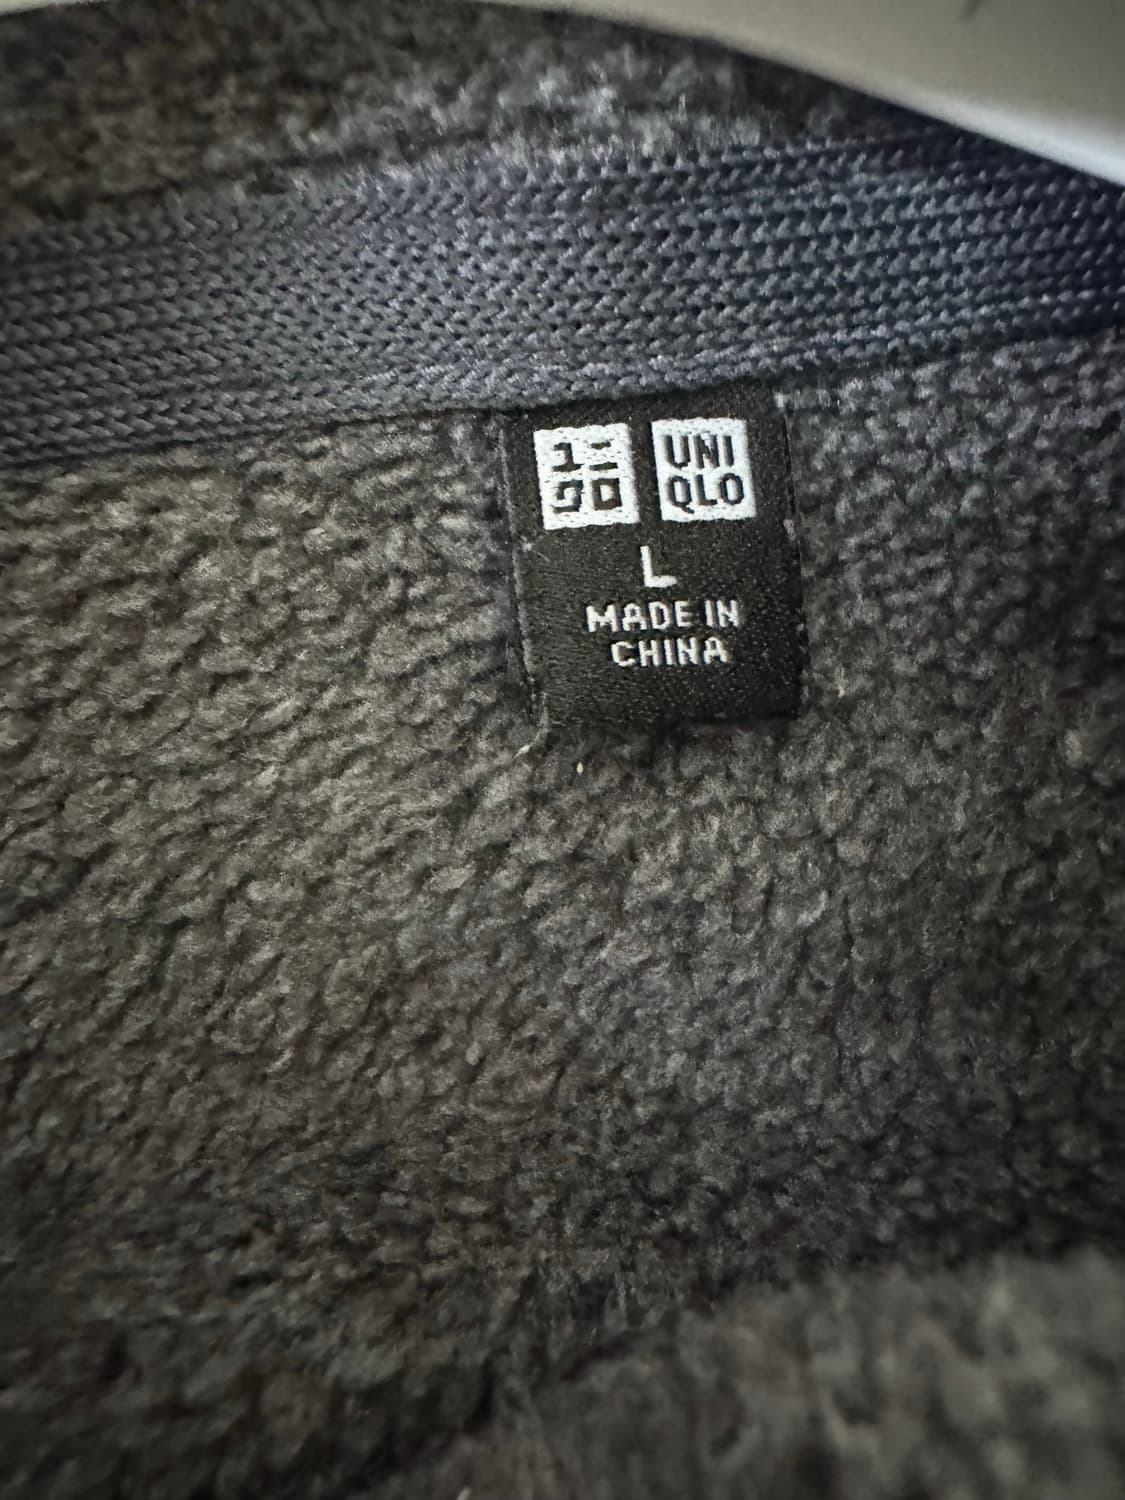 ユニ UNI
クロ QLO
L
MADE IN
CHINA